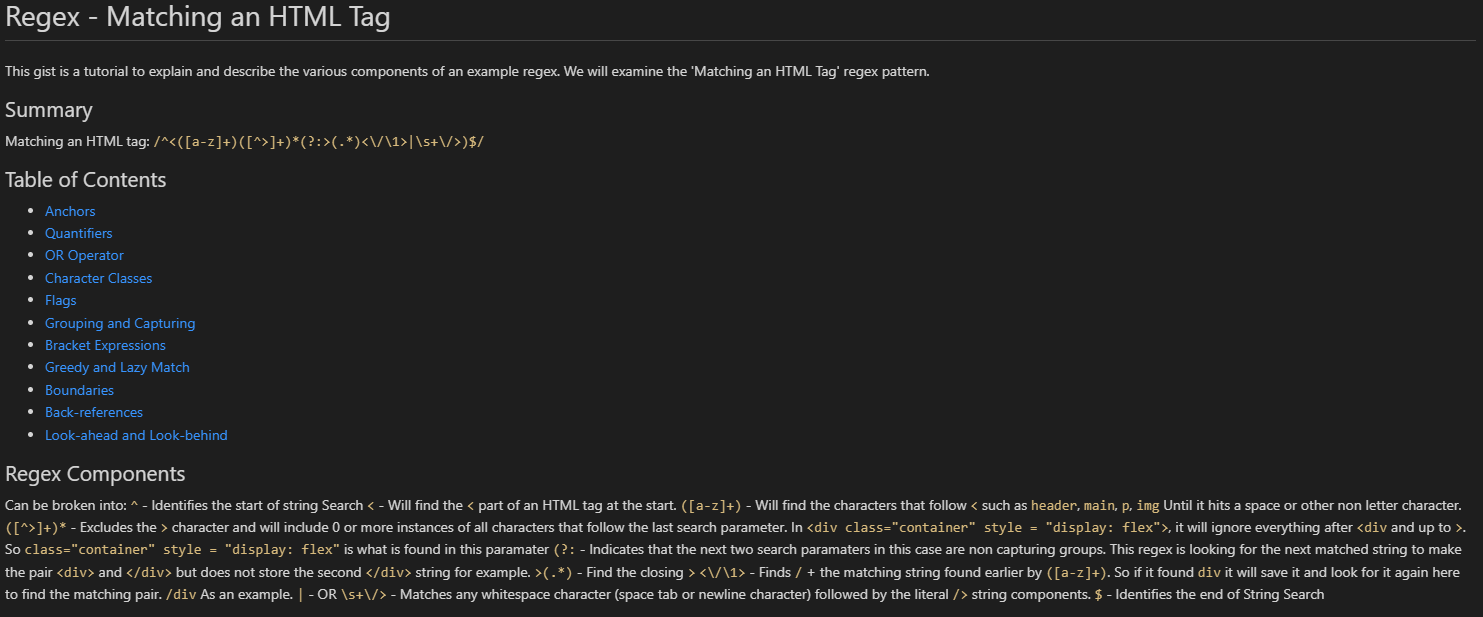 Regex - Matching an HTML Tag
This gist is a tutorial to explain and describe the various components of an example regex. We will examine the 'Matching an HTML Tag' regex pattern.
Summary
Matching an HTML tag: /^<([a-z]+)([^>]+)*(?:>(.*)<\/\1>|\s+\/>)$/
Table of Contents
• Anchors
• Quantifiers
• OR Operator
• Character Classes
• Flags
• Grouping and Capturing
• Bracket Expressions
• Greedy and Lazy Match
• Boundaries
• Back-references
• Look-ahead and Look-behind
Regex Components
Can be broken into: ^ - Identifies the start of string Search < - Will find the < part of an HTML tag at the start. ([a-z]+) - Will find the characters that follow < such as header, main, p, img Until it hits a space or other non letter character.
([^>]+)* - Excludes the > character and will include 0 or more instances of all characters that follow the last search parameter. In <div class="container" style = "display: flex">, it will ignore everything after <div and up to >.
So class="container" style = "display: flex" is what is found in this paramater (?: - Indicates that the next two search paramaters in this case are non capturing groups. This regex is looking for the next matched string to make
the pair <div> and </div> but does not store the second </div> string for example. >(.*) - Find the closing > <\/\1> - Finds / + the matching string found earlier by ([a-z]+). So if it found div it will save it and look for it again here
to find the matching pair. /div As an example. | - OR \s+\/> - Matches any whitespace character (space tab or newline character) followed by the literal /> string components. $ - Identifies the end of String Search